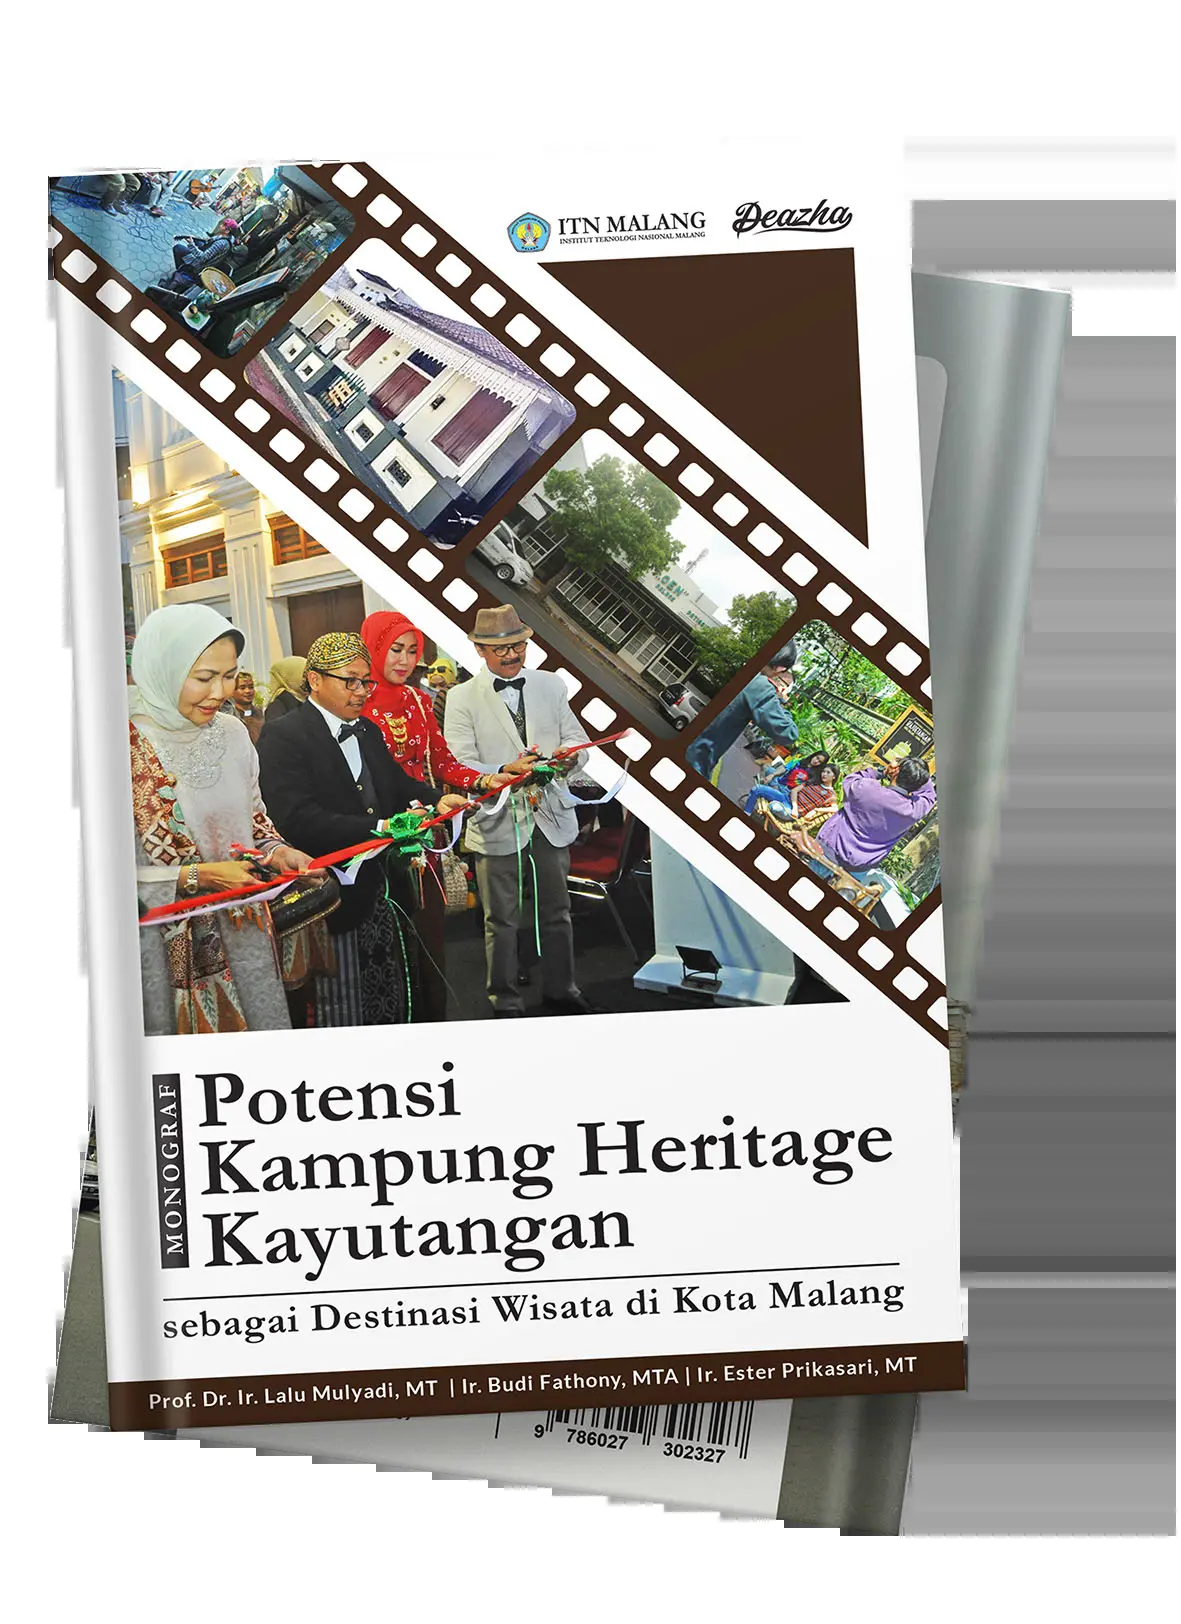 ITN MALANG
INSTITUT TEKNOLOGI NASIONAL MALANG
Deazha
MONOGRAF
Potensi
Kampung Heritage
Kayutangan
sebagai Destinasi Wisata di Kota Malang
Prof. Dr. Ir. Lalu Mulyadi, MT | Ir. Budi Fathony, MTA | Ir. Ester Prikasari, MT
9 786027 302327